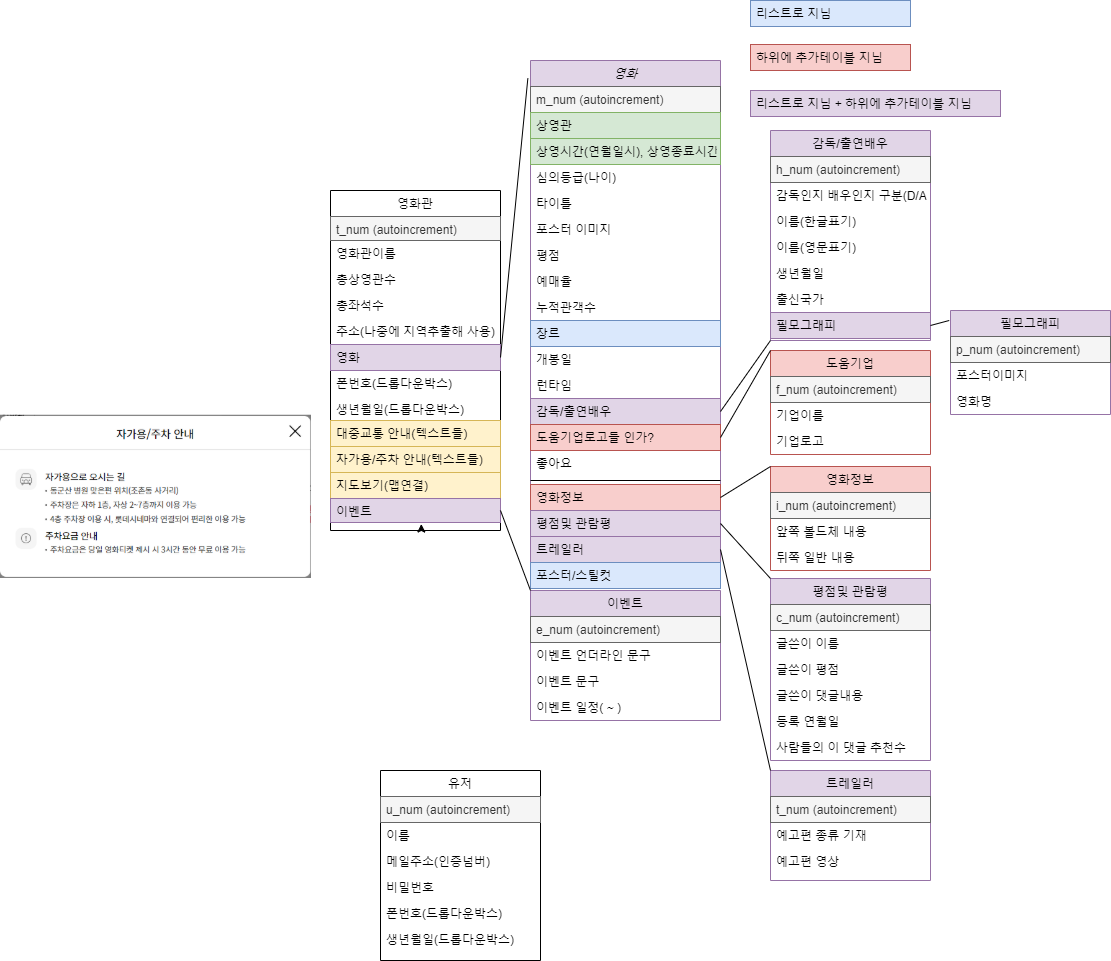 리스트로 지님
하위에 추가테이블 지님
리스트로 지님 + 하위에 추가테이블 지님
영화
m_num (autoincrement)
상영관
상영시간(연월일시), 상영종료시간
심의등급(나이)
타이틀
포스터 이미지
평점
예매율
누적관객수
장르
개봉일
런타임
감독/출연배우
도움기업로고들 인가?
좋아요
영화정보
평점및 관람평
트레일러
포스터/스틸컷
영화관
t_num (autoincrement)
영화관이름
총상영관수
총좌석수
주소(나중에 지역추출해 사용)
영화
폰번호(드롭다운박스)
생년월일(드롭다운박스)
대중교통 안내(텍스트들)
자가용/주차 안내(텍스트들)
지도보기(맵연결)
이벤트
자가용/주차 안내
자가용으로 오시는 길
• 동군산 병원 맞은편 위치(조촌동 사거리)
• 주차장은 지하 1층, 지상 2~7층까지 이용 가능
• 4층 주차장 이용 시, 롯데시네마와 연결되어 편리한 이용 가능
주차요금 안내
• 주차요금은 당일 영화티켓 제시 시 3시간 동안 무료 이용 가능
이벤트
e_num (autoincrement)
이벤트 언더라인 문구
이벤트 문구
이벤트 일정( ~ )
감독/출연배우
h_num (autoincrement)
감독인지 배우인지 구분(D/A
이름(한글표기)
이름(영문표기)
생년월일
출신국가
필모그래피
필모그래피
p_num (autoincrement)
포스터이미지
영화명
도움기업
f_num (autoincrement)
기업이름
기업로고
영화정보
i_num (autoincrement)
앞쪽 볼드체 내용
뒤쪽 일반 내용
평점및 관람평
c_num (autoincrement)
글쓴이 이름
글쓴이 평점
글쓴이 댓글내용
등록 연월일
사람들의 이 댓글 추천수
트레일러
t_num (autoincrement)
예고편 종류 기재
예고편 영상
유저
u_num (autoincrement)
이름
메일주소(인증넘버)
비밀번호
폰번호(드롭다운박스)
생년월일(드롭다운박스)